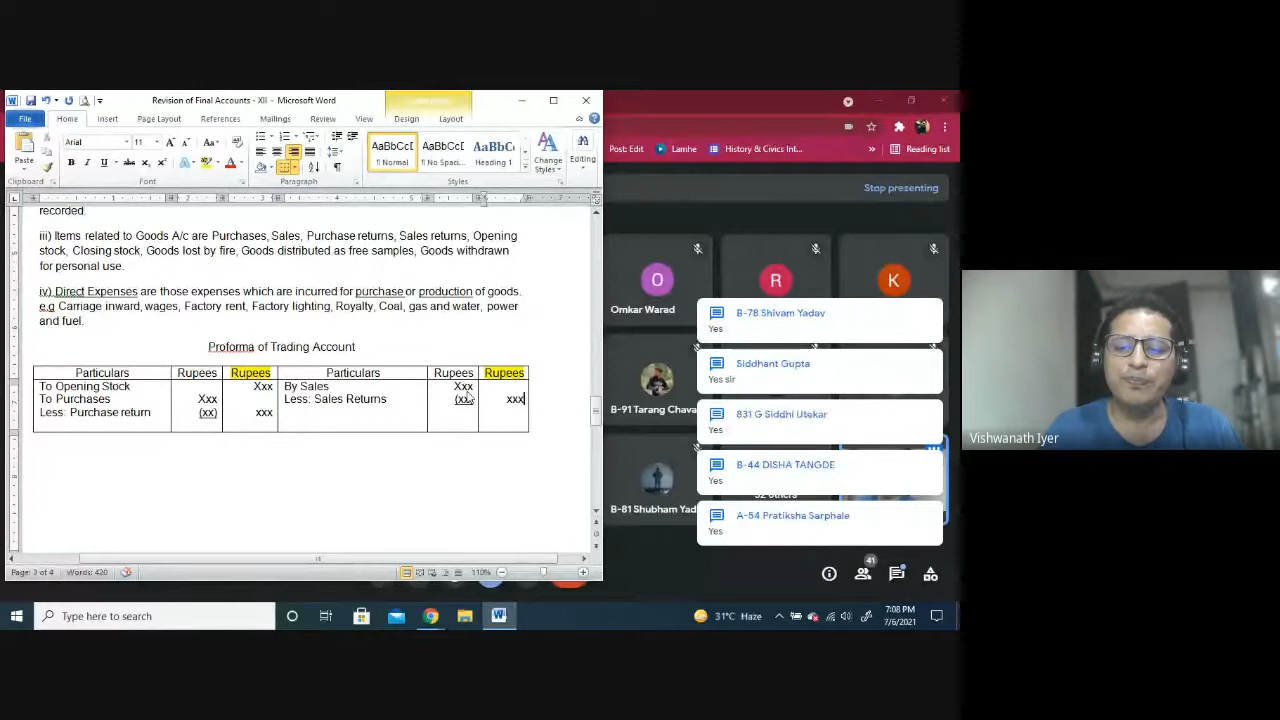 Revision of Final Accounts - XII - Microsoft Word
File Home Insert Page Layout References Mailings Review View Design Layout
Paste
Arial 11
AaBbCcI AaBbCcI AaBbCc
¶ Normal ¶ No Spaci... Heading 1
Change Styles
Editing
Clipboard Font Paragraph Styles
recorded.
iii) Items related to Goods A/c are Purchases, Sales, Purchase returns, Sales returns, Opening
stock, Closing stock, Goods lost by fire, Goods distributed as free samples, Goods withdrawn
for personal use.
iv) Direct Expenses are those expenses which are incurred for purchase or production of goods.
e.g Carriage inward, wages, Factory rent, Factory lighting, Royalty, Coal, gas and water, power
and fuel.
Proforma of Trading Account
Particulars Rupees Rupees Particulars Rupees Rupees
To Opening Stock Xxx By Sales Xxx
To Purchases Xxx Less: Sales Returns xxx
Less: Purchase return (xx) xxx
Page: 3 of 4 Words: 420 110%
Post: Edit Lamhe History & Civics Int... » Reading list
Stop presenting
O R K
Omkar Warad
B-91 Tarang Chava
B-81 Shubham Yad
B-78 Shivam Yadav
Yes
Siddhant Gupta
Yes sir
831 G Siddhi Utekar
Yes
B-44 DISHA TANGDE
Yes
A-54 Pratiksha Sarphale
Yes
41
Vishwanath Iyer
Type here to search
31°C Haze
7:08 PM
7/6/2021